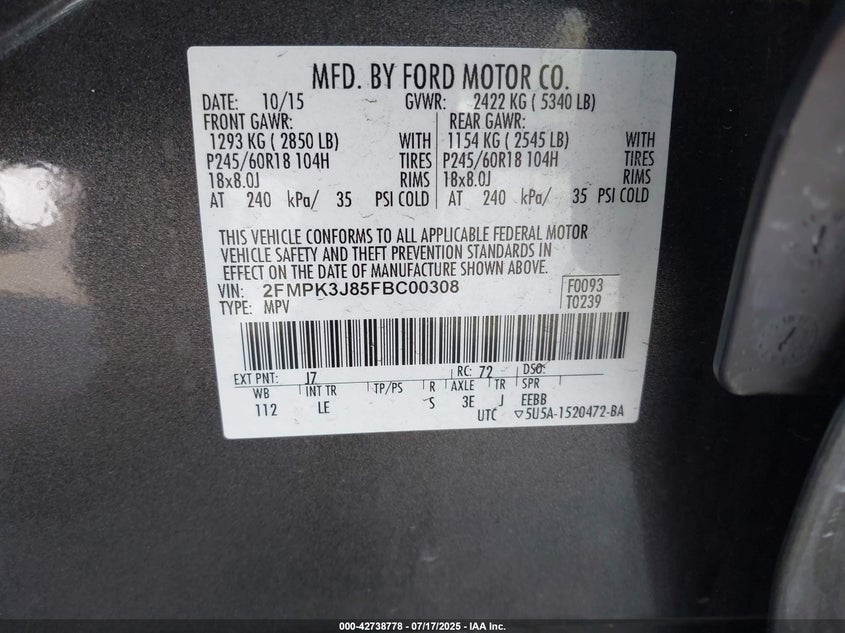 MFD. BY FORD MOTOR CO.
DATE: 10/15 GVWR: 2422 KG ( 5340 LB)
FRONT GAWR: REAR GAWR:
1293 KG ( 2850 LB) WITH 1154 KG ( 2545 LB) WITH
P245/60R18 104H TIRES P245/60R18 104H TIRES
18x8.0J RIMS 18x8.0J RIMS
AT 240 kPa/ 35 PSI COLD AT 240 kPa/ 35 PSI COLD
THIS VEHICLE CONFORMS TO ALL APPLICABLE FEDERAL MOTOR
VEHICLE SAFETY AND THEFT PREVENTION STANDARDS IN
EFFECT ON THE DATE OF MANUFACTURE SHOWN ABOVE.
VIN: 2FMPK3J85FBC00308 F0093
TYPE: MPV T0239
EXT PNT: J7 RC: 72 DSO:
WB INT TR TP/PS R AXLE TR SPR
112 LE S 3E J EEBB
UTC ▽5U5A-1520472-BA
000-42738778 - 07/17/2025 - IAA Inc.